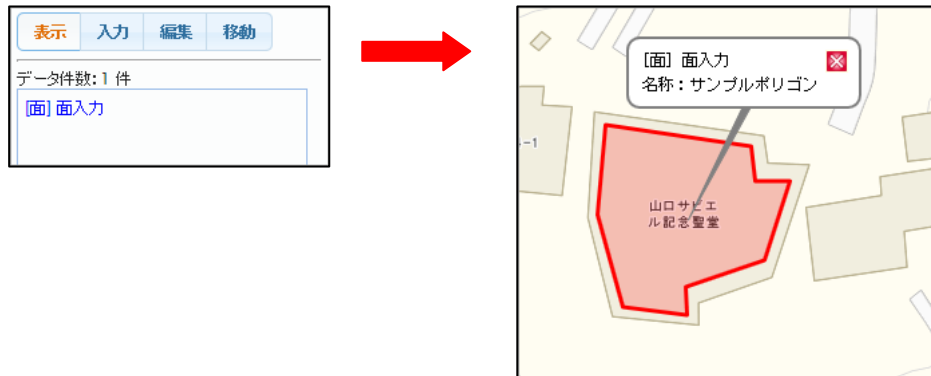 表示 入力 編集 移動
データ件数:1 件
[面] 面入力
[面] 面入力
名称：サンプルポリゴン
山口サビエ
ル記念聖堂
-1